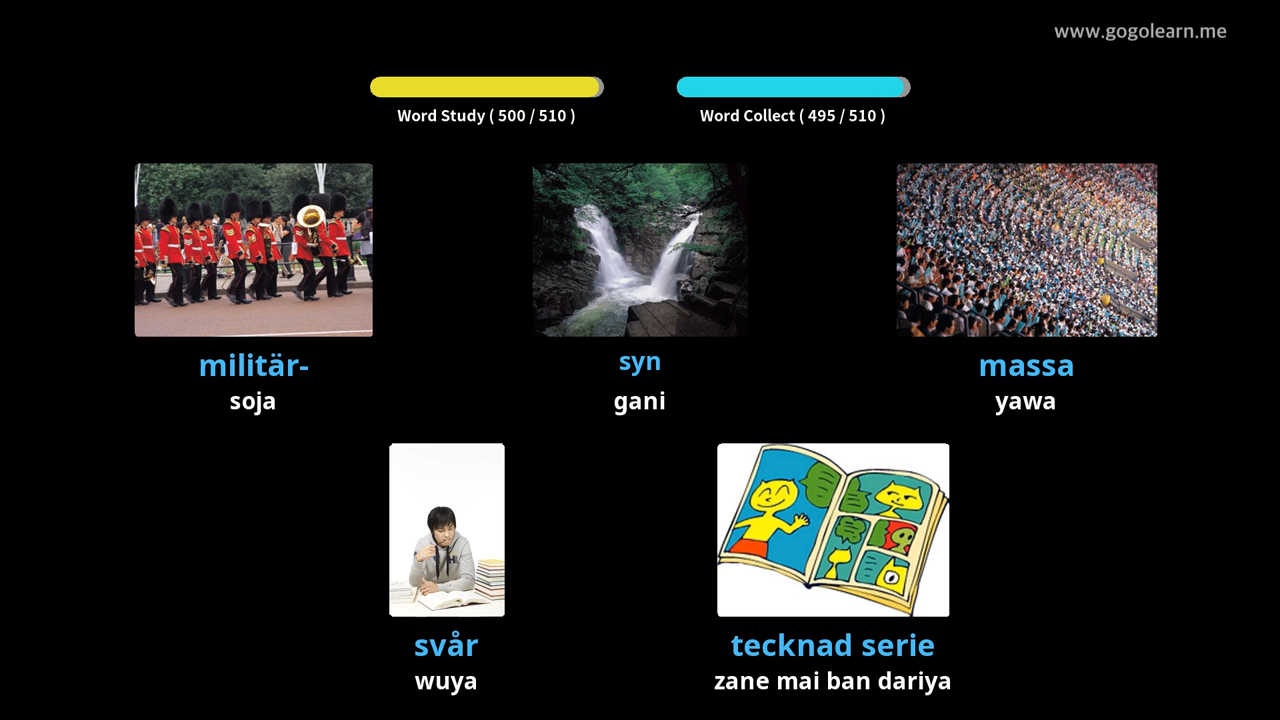 www.gogolearn.me
Word Study ( 500 / 510 )
Word Collect ( 495 / 510 )
militär-
soja
syn
gani
massa
yawa
svår
wuya
tecknad serie
zane mai ban dariya